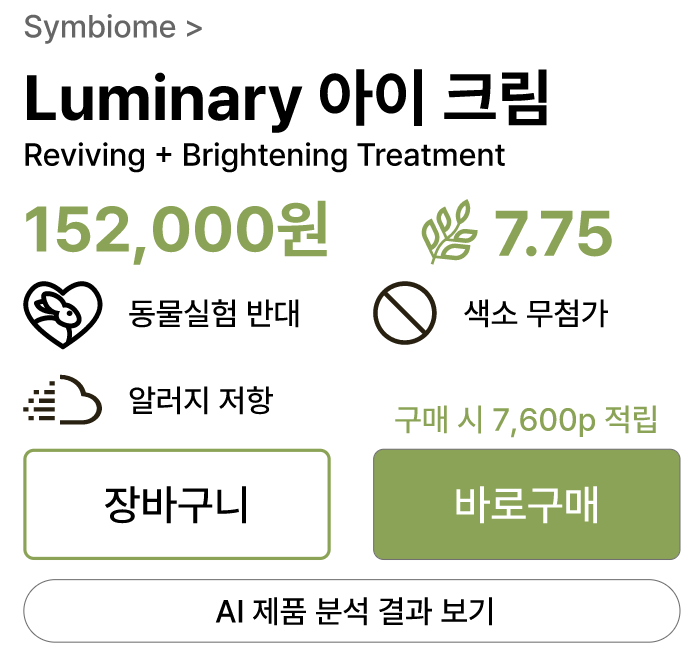 Symbiome >
Luminary 아이 크림
Reviving + Brightening Treatment
152,000원
7.75
동물실험 반대
색소 무첨가
알러지 저항
구매 시 7,600p 적립
장바구니
바로구매
AI 제품 분석 결과 보기